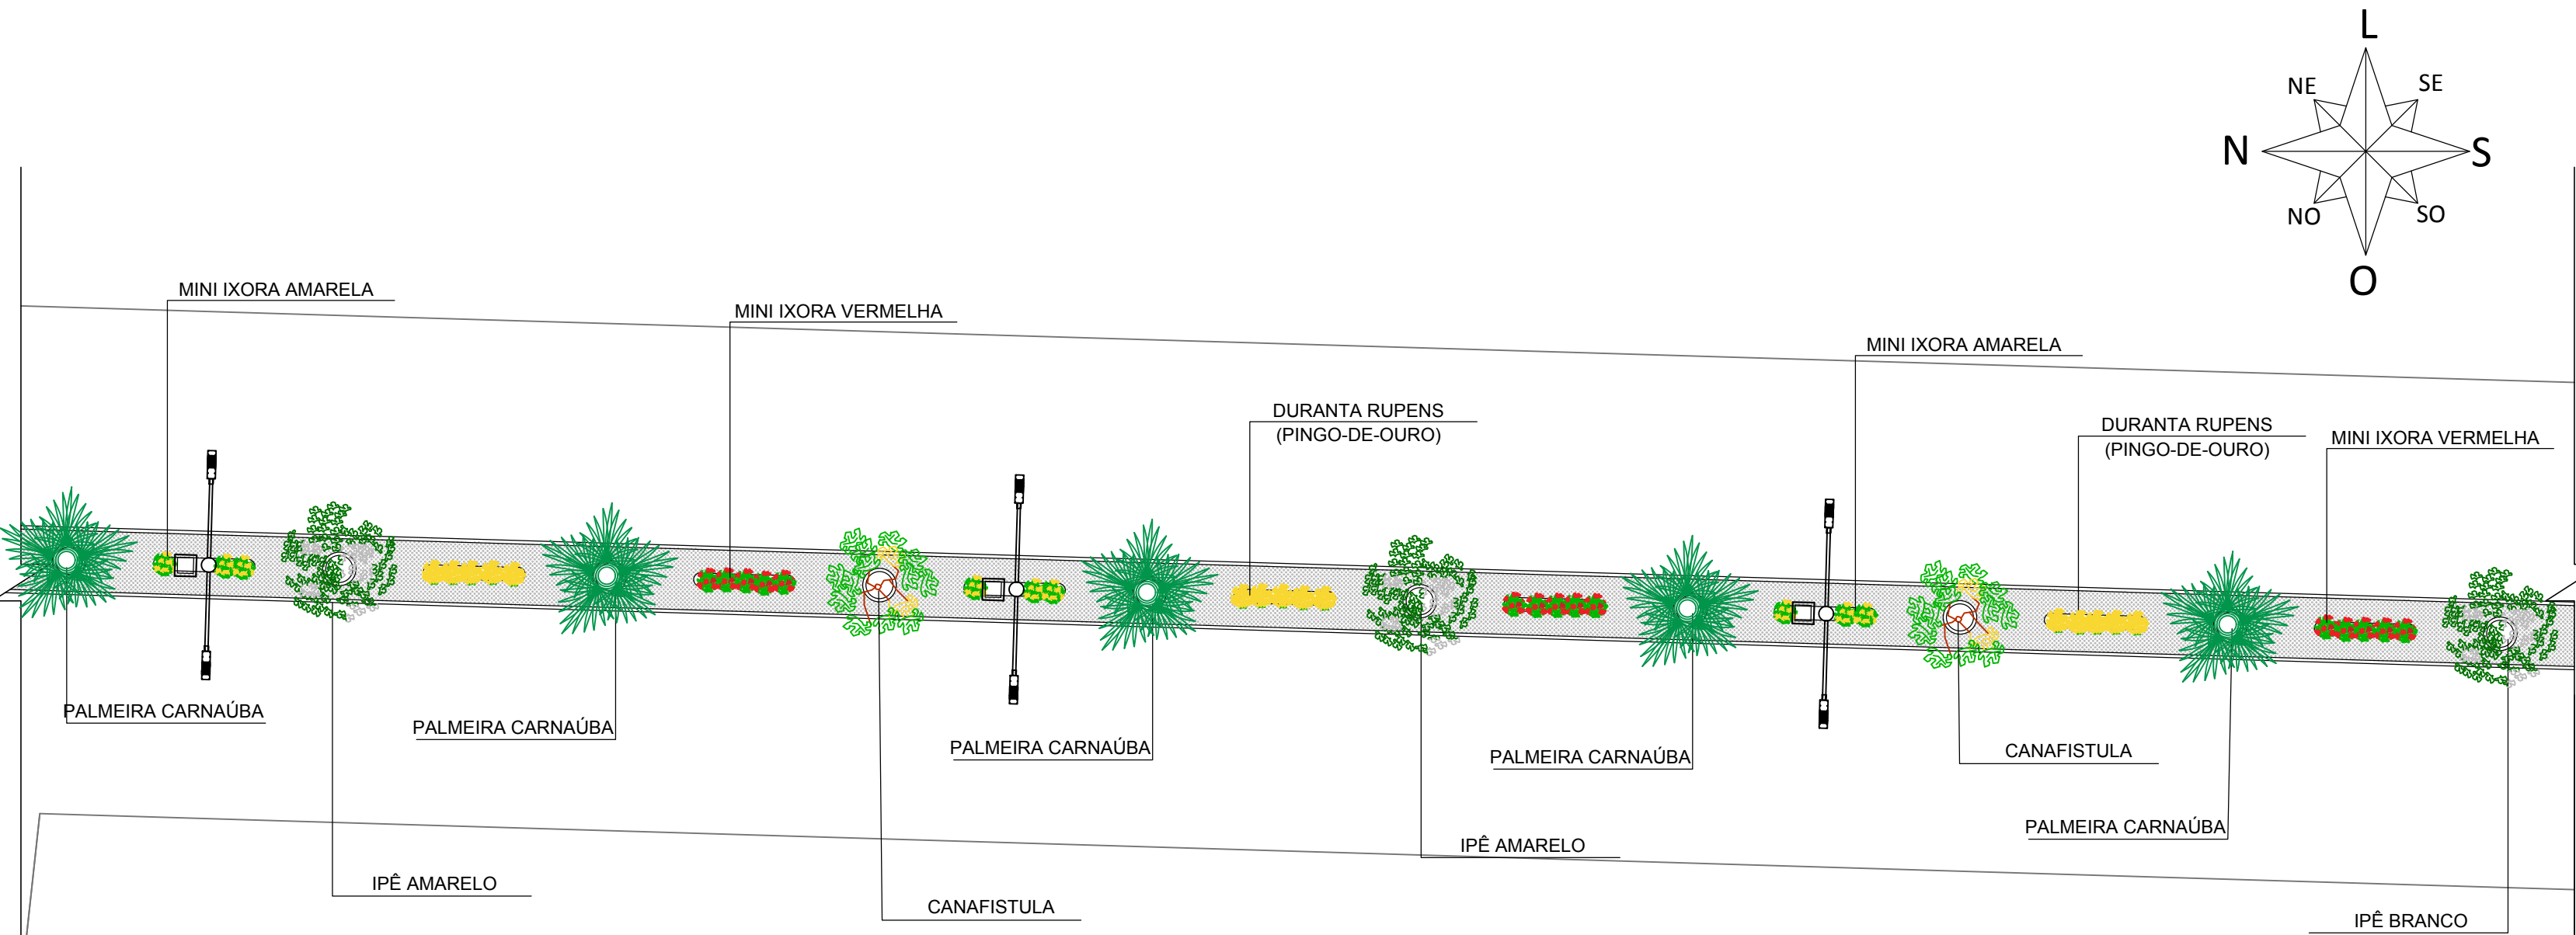 L
NE
SE
N
S
NO
SO
O
MINI IXORA AMARELA
MINI IXORA VERMELHA
MINI IXORA AMARELA
DURANTA RUPENS
(PINGO-DE-OURO)
DURANTA RUPENS
(PINGO-DE-OURO)
MINI IXORA VERMELHA
PALMEIRA CARNAÚBA
PALMEIRA CARNAÚBA
PALMEIRA CARNAÚBA
PALMEIRA CARNAÚBA
CANAFISTULA
PALMEIRA CARNAÚBA
IPÊ AMARELO
IPÊ AMARELO
CANAFISTULA
IPÊ BRANCO